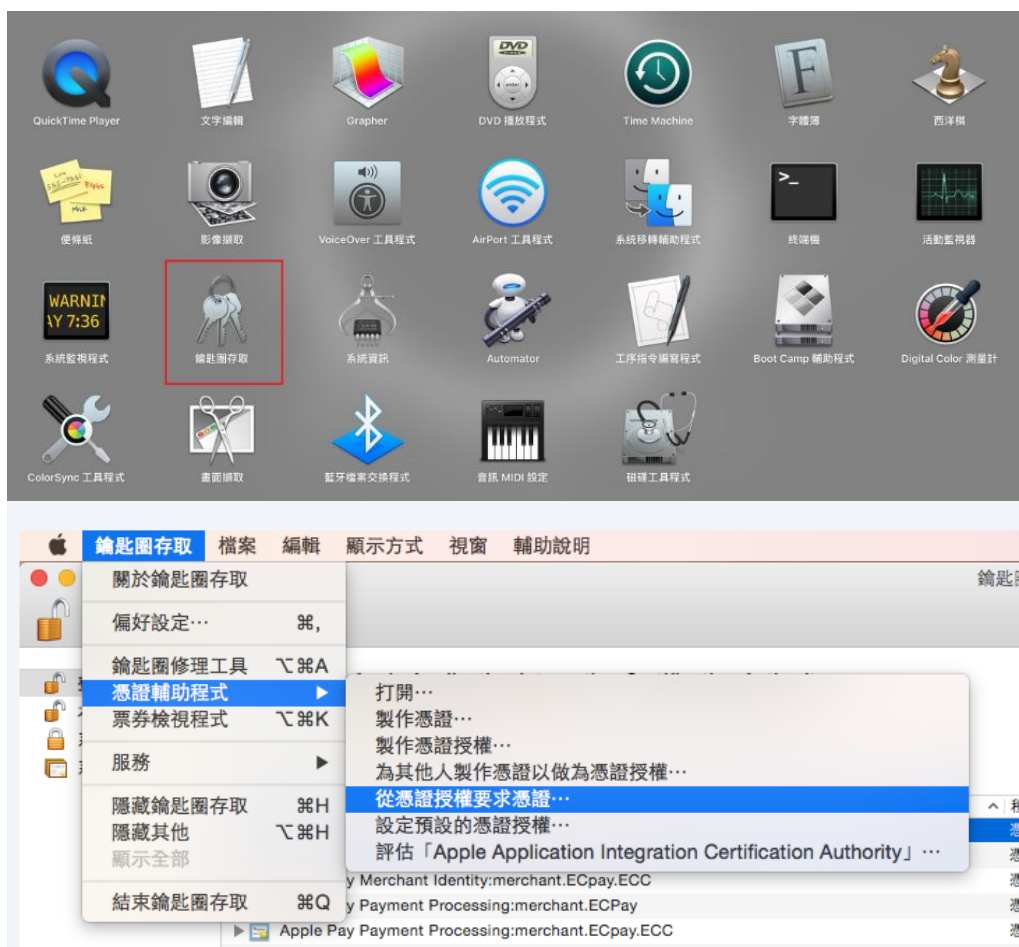 QuickTime Player
文字編輯
Grapher
DVD 播放程式
Time Machine
字體簿
西洋棋
便條紙
影像擷取
VoiceOver 工具程式
AirPort 工具程式
系統移轉輔助程式
終端機
活動監視器
WARNIN
AY 7:36
系統監視程式
鑰匙圈存取
系統資訊
Automator
工序指令編寫程式
Boot Camp 輔助程式
Digital Color 測量計
ColorSync 工具程式
畫面擷取
藍牙檔案交換程式
音訊 MIDI 設定
磁碟工具程式
鑰匙圈存取 檔案 編輯 顯示方式 視窗 輔助說明
關於鑰匙圈存取
鑰匙
偏好設定⋯ ⌘,
鑰匙圈修理工具 ⌥⌘A
憑證輔助程式 ▶
票券檢視程式 ⌥⌘K
服務 ▶
隱藏鑰匙圈存取 ⌘H
隱藏其他 ⌥⌘H
顯示全部
結束鑰匙圈存取 ⌘Q
打開⋯
製作憑證⋯
製作憑證授權⋯
為其他人製作憑證以做為憑證授權⋯
從憑證授權要求憑證⋯
設定預設的憑證授權⋯
評估「Apple Application Integration Certification Authority」⋯
y Merchant Identity:merchant.ECpay.ECC
y Payment Processing:merchant.ECPay
Apple Pay Payment Processing:merchant.ECpay.ECC